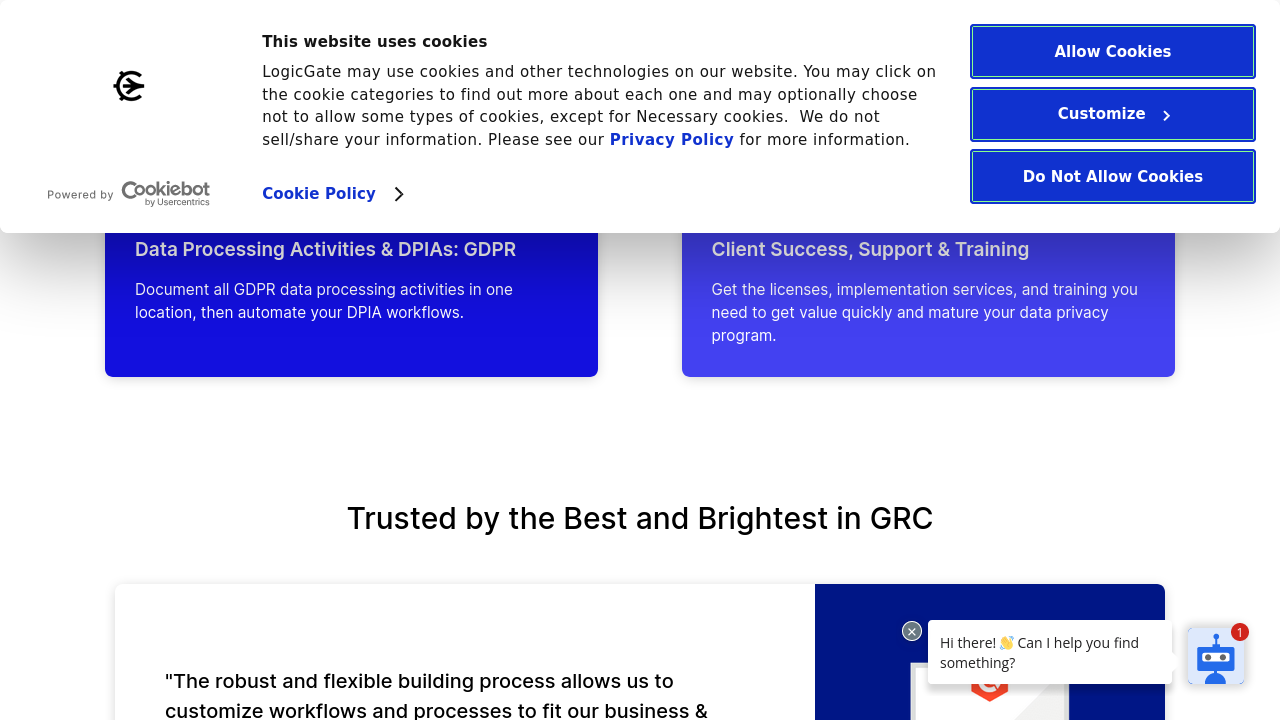 This website uses cookies
LogicGate may use cookies and other technologies on our website. You may click on
the cookie categories to find out more about each one and may optionally choose
not to allow some types of cookies, except for Necessary cookies.  We do not
sell/share your information. Please see our Privacy Policy for more information.
Powered by Cookiebot
by Usercentrics
Cookie Policy
Allow Cookies
Customize
Do Not Allow Cookies
Data Processing Activities & DPIAs: GDPR
Document all GDPR data processing activities in one
location, then automate your DPIA workflows.
Client Success, Support & Training
Get the licenses, implementation services, and training you
need to get value quickly and mature your data privacy
program.
Trusted by the Best and Brightest in GRC
"The robust and flexible building process allows us to
customize workflows and processes to fit our business &
Hi there! 👋 Can I help you find
something?
1